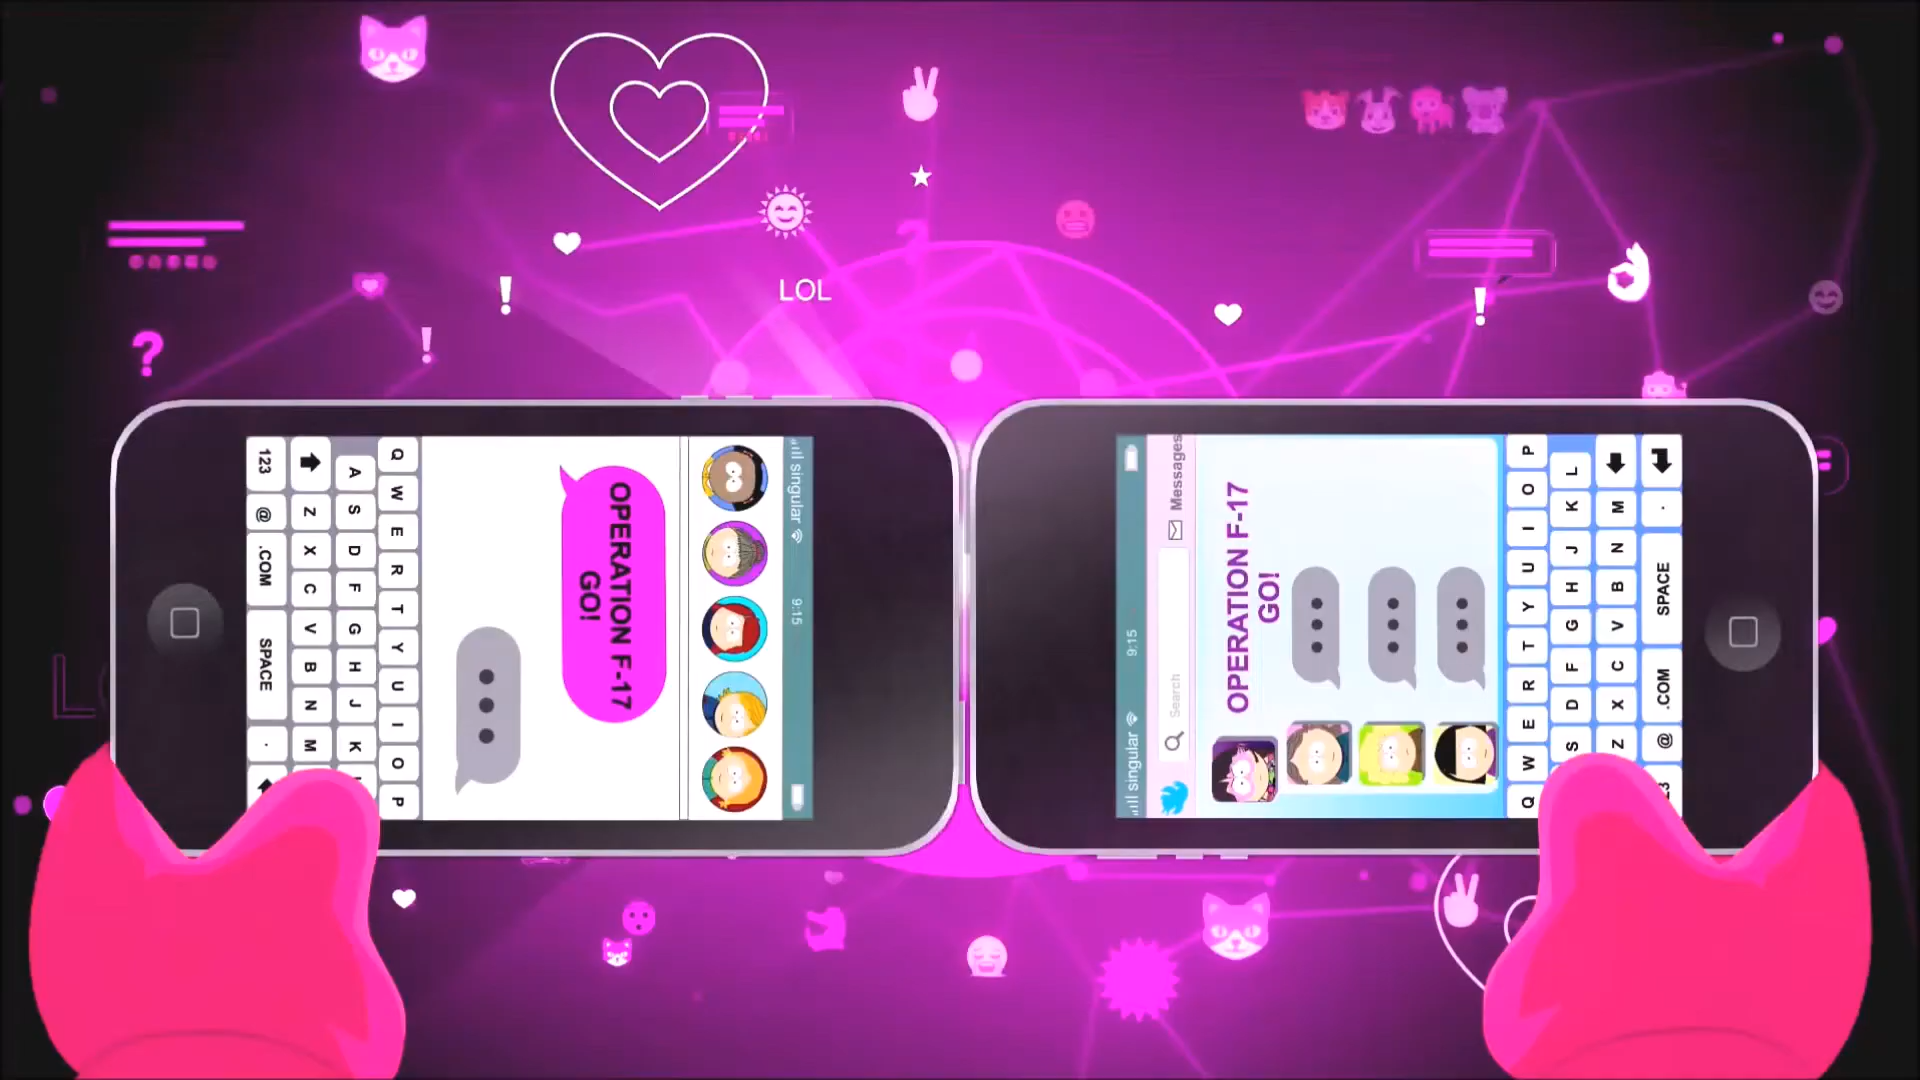 LOL
singular
9:15
OPERATION F-17
GO!
Q W E R T Y U I O P
A S D F G H J K
Z X C V B N M
123 @ .COM SPACE .
singular
9:15
Messages
Search
OPERATION F-17
GO!
Q W E R T Y U I O P
S D F G H J K L
Z X C V B N M
@ .COM SPACE .